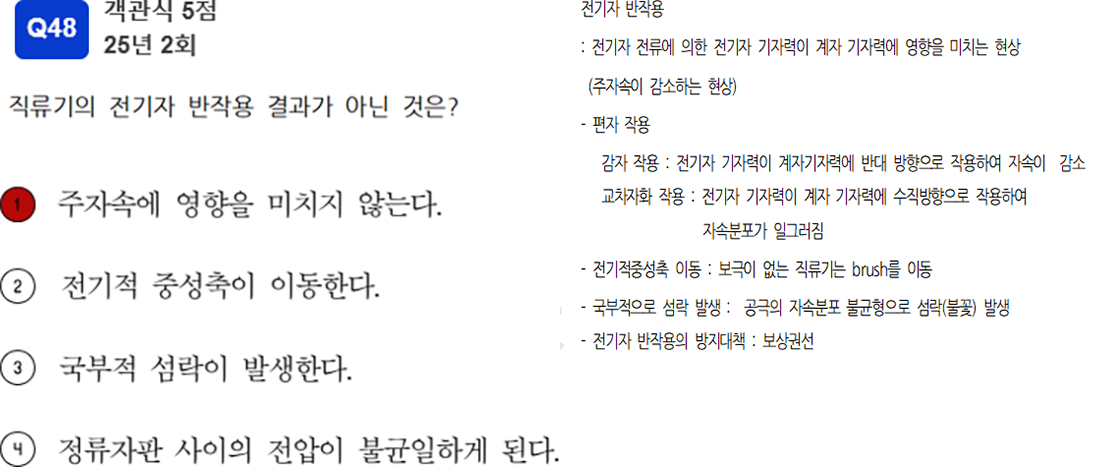 Q48
객관식 5점
25년 2회
직류기의 전기자 반작용 결과가 아닌 것은?
1 주자속에 영향을 미치지 않는다.
2 전기적 중성축이 이동한다.
3 국부적 섬락이 발생한다.
4 정류자판 사이의 전압이 불균일하게 된다.
전기자 반작용
: 전기자 전류에 의한 전기자 기자력이 계자 기자력에 영향을 미치는 현상
(주자속이 감소하는 현상)
- 편자 작용
감자 작용 : 전기자 기자력이 계자기자력에 반대 방향으로 작용하여 자속이 감소
교차자화 작용 : 전기자 기자력이 계자 기자력에 수직방향으로 작용하여
자속분포가 일그러짐
- 전기적중성축 이동 : 보극이 없는 직류기는 brush를 이동
- 국부적으로 섬락 발생 : 공극의 자속분포 불균형으로 섬락(불꽃) 발생
- 전기자 반작용의 방지대책 : 보상권선